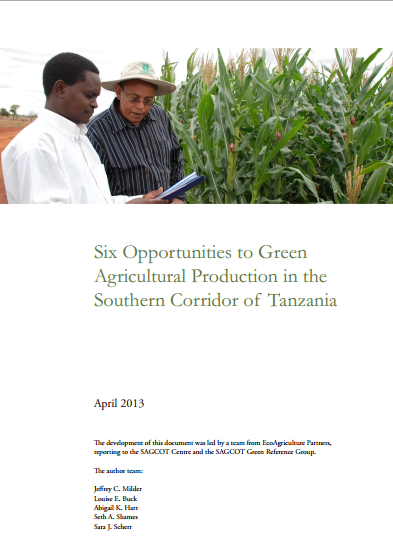 Six Opportunities to Green
Agricultural Production in the
Southern Corridor of Tanzania
April 2013
The development of this document was led by a team from EcoAgriculture Partners,
reporting to the SAGCOT Centre and the SAGCOT Green Reference Group.
The author team:
Jeffrey C. Milder
Louise E. Buck
Abigail K. Hart
Seth A. Shames
Sara J. Scherr